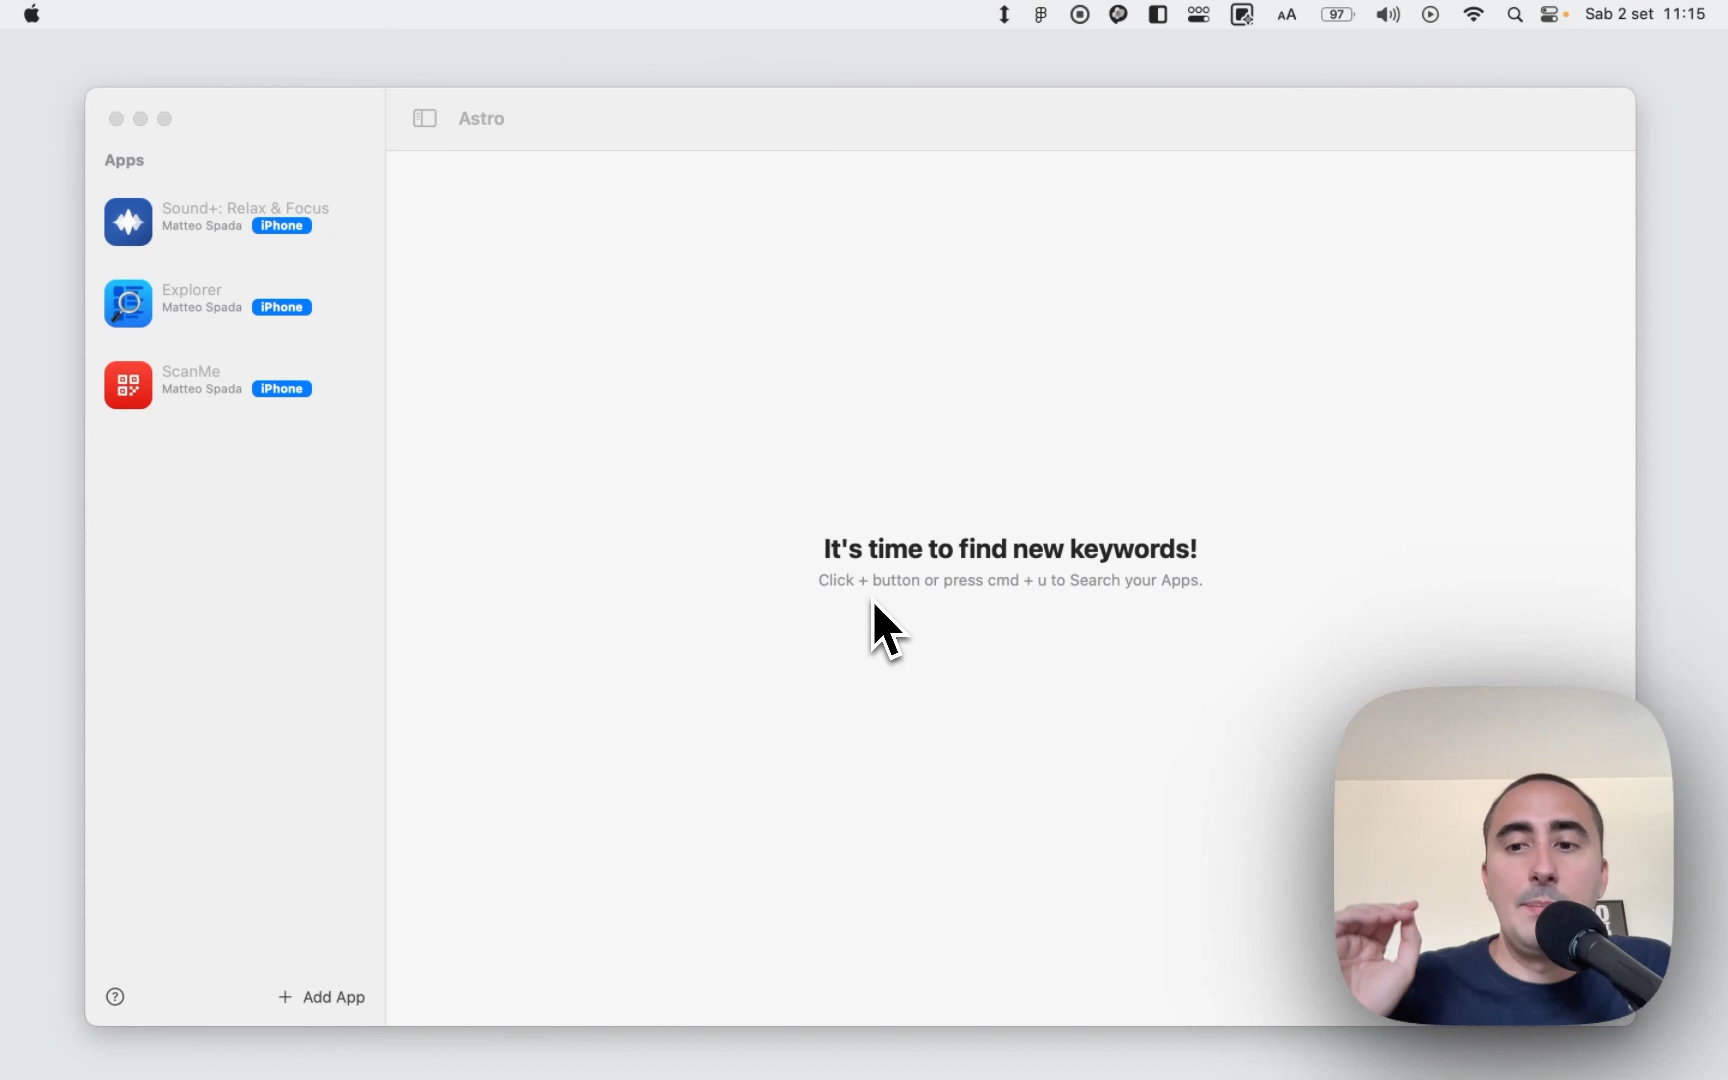 97
Sab 2 set 11:15
Astro
Apps
Sound+: Relax & Focus
Matteo Spada iPhone
Explorer
Matteo Spada iPhone
ScanMe
Matteo Spada iPhone
It's time to find new keywords!
Click + button or press cmd + u to Search your Apps.
? + Add App